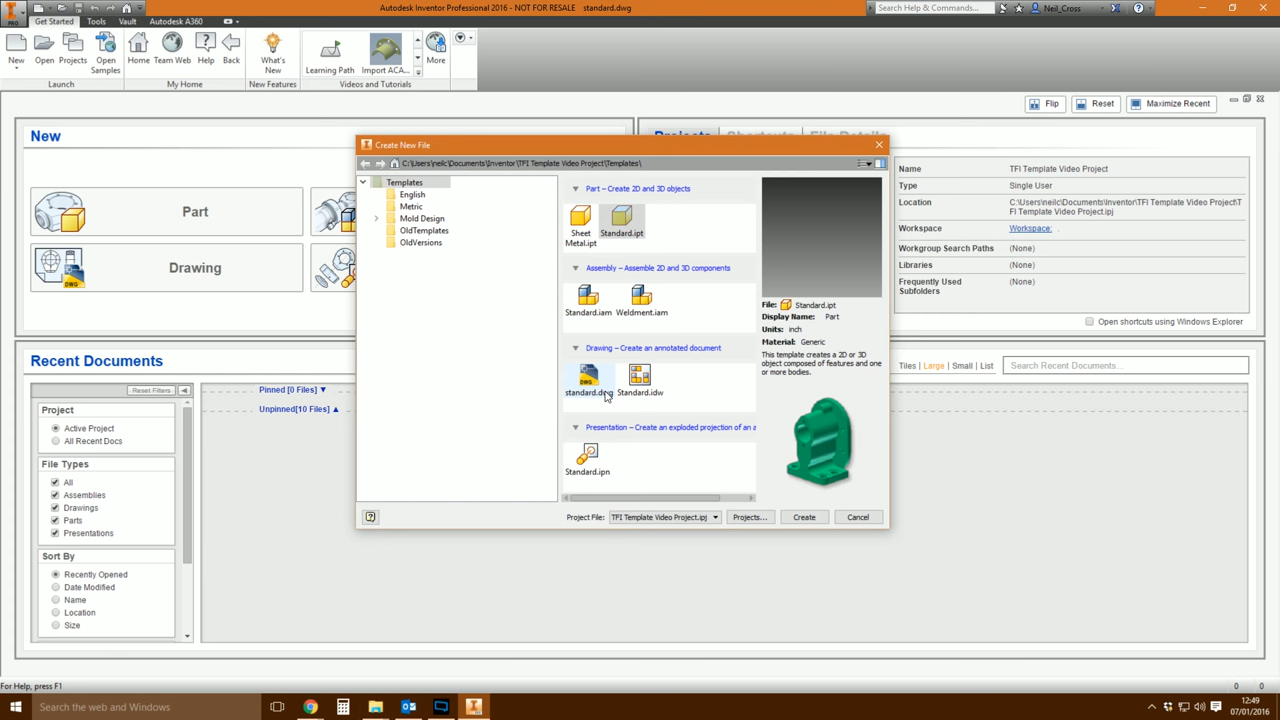 Autodesk Inventor Professional 2016 - NOT FOR RESALE standard.dwg
Search Help & Commands...
Neil_Cross
PRO
Get Started Tools Vault Autodesk A360
New Open Projects Open Samples Home Team Web Help Back What's New Learning Path Import ACA... More
Launch My Home New Features Videos and Tutorials
Flip Reset Maximize Recent
New
Part
Drawing
DWG
Projects Shortcuts File Details
Name TFI Template Video Project
Type Single User
Location C:\Users\neilc\Documents\Inventor\TFI Template Video Project\T
FI Template Video Project.ipj
Workspace Workspace: .
Workgroup Search Paths (None)
Libraries (None)
Frequently Used Subfolders (None)
Open shortcuts using Windows Explorer
Create New File
C:\Users\neilc\Documents\Inventor\TFI Template Video Project\Templates\
Templates
English
Metric
Mold Design
OldTemplates
OldVersions
Part – Create 2D and 3D objects
Sheet Metal.ipt Standard.ipt
Assembly – Assemble 2D and 3D components
Standard.iam Weldment.iam
Drawing – Create an annotated document
DWG
standard.dwg Standard.idw
Presentation – Create an exploded projection of an a
Standard.ipn
File: Standard.ipt
Display Name: Part
Units: inch
Material: Generic
This template creates a 2D or 3D
object composed of features and one
or more bodies.
Project File: TFI Template Video Project.ipj Projects... Create Cancel
Recent Documents
Tiles | Large | Small | List
Search Recent Documents...
Reset Filters
Pinned [0 Files] ▼
Unpinned[10 Files] ▲
Project
Active Project
All Recent Docs
File Types
All
Assemblies
Drawings
Parts
Presentations
Sort By
Recently Opened
Date Modified
Name
Location
Size
For Help, press F1
0 0
Search the web and Windows
12:49
07/01/2016